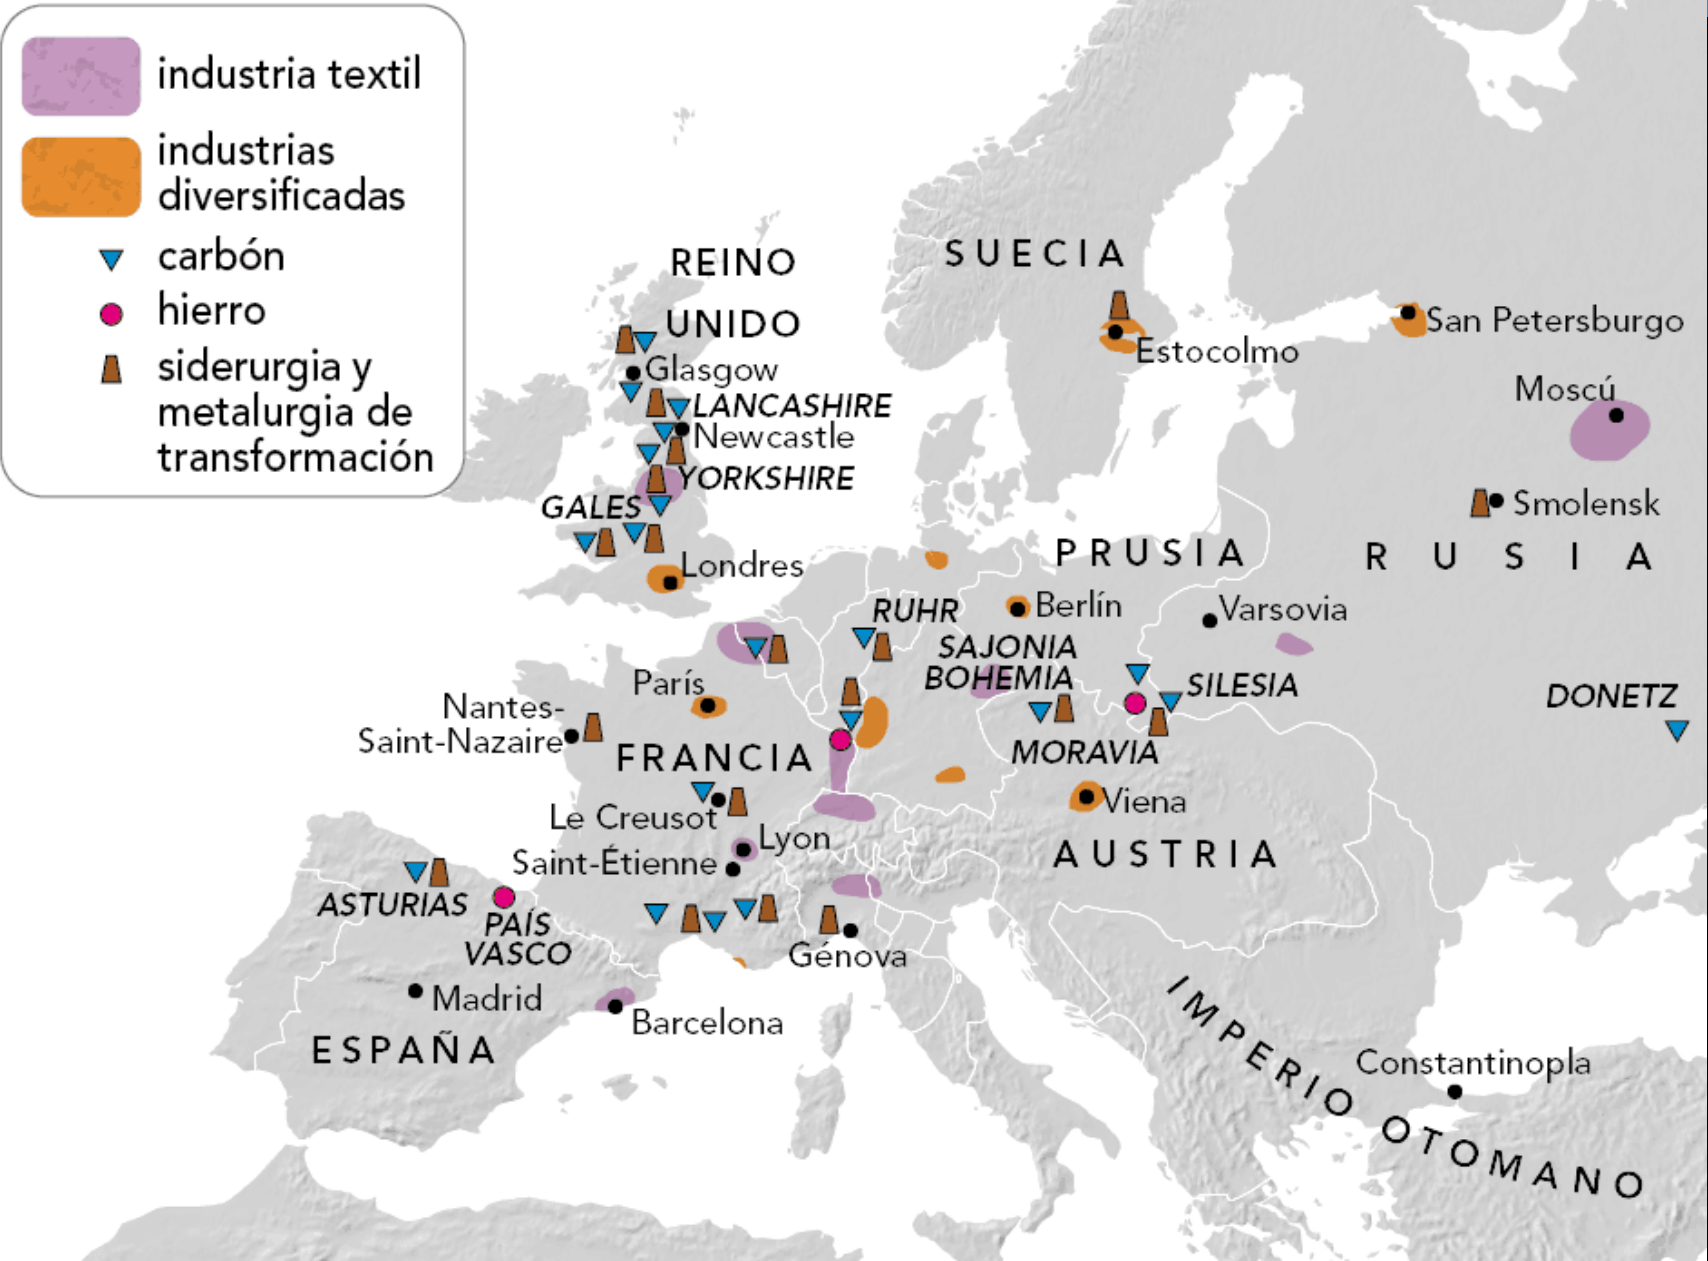 industria textil
industrias
diversificadas
carbón
hierro
siderurgia y
metalurgia de
transformación
REINO
UNIDO
SUECIA
San Petersburgo
Estocolmo
Glasgow
Moscú
LANCASHIRE
Newcastle
YORKSHIRE
GALES
Smolensk
PRUSIA
RUSIA
Londres
RUHR
Berlín
Varsovia
SAJONIA
BOHEMIA
París
SILESIA
DONETZ
Nantes-
Saint-Nazaire
FRANCIA
MORAVIA
Viena
Le Creusot
Lyon
AUSTRIA
Saint-Étienne
ASTURIAS
PAÍS
VASCO
Génova
Madrid
Barcelona
ESPAÑA
IMPERIO OTOMANO
Constantinopla